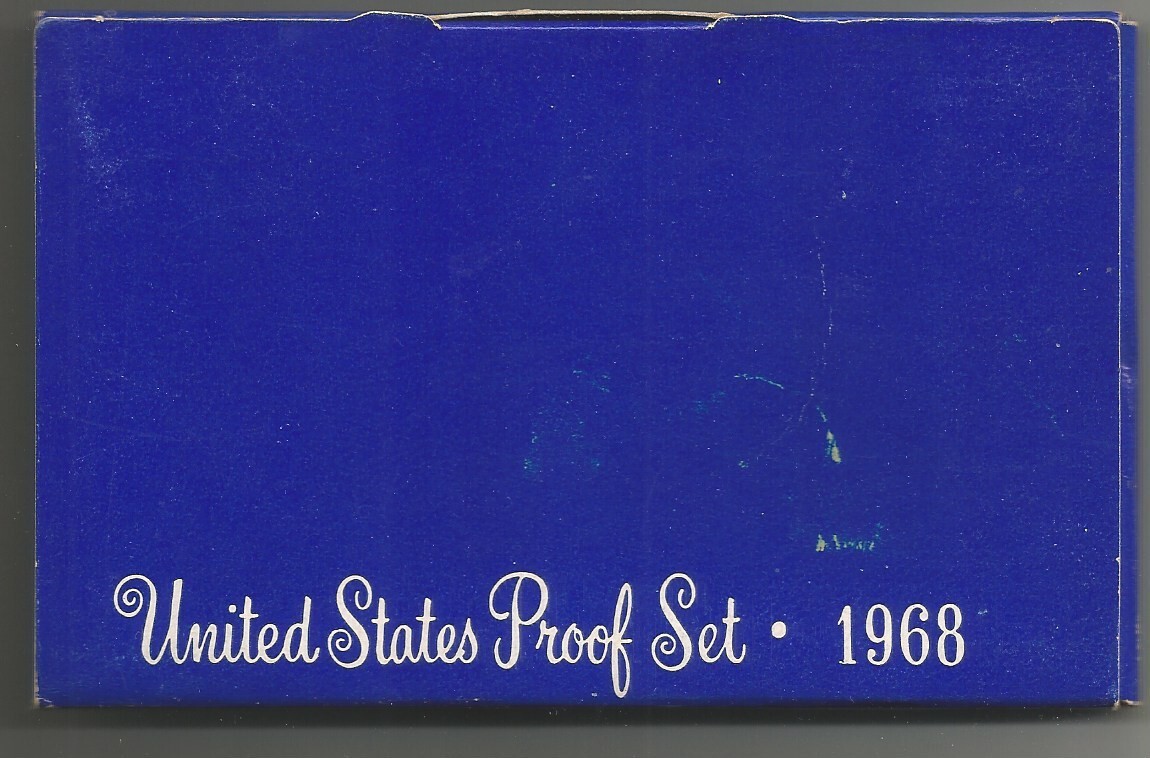 United States Proof Set • 1968